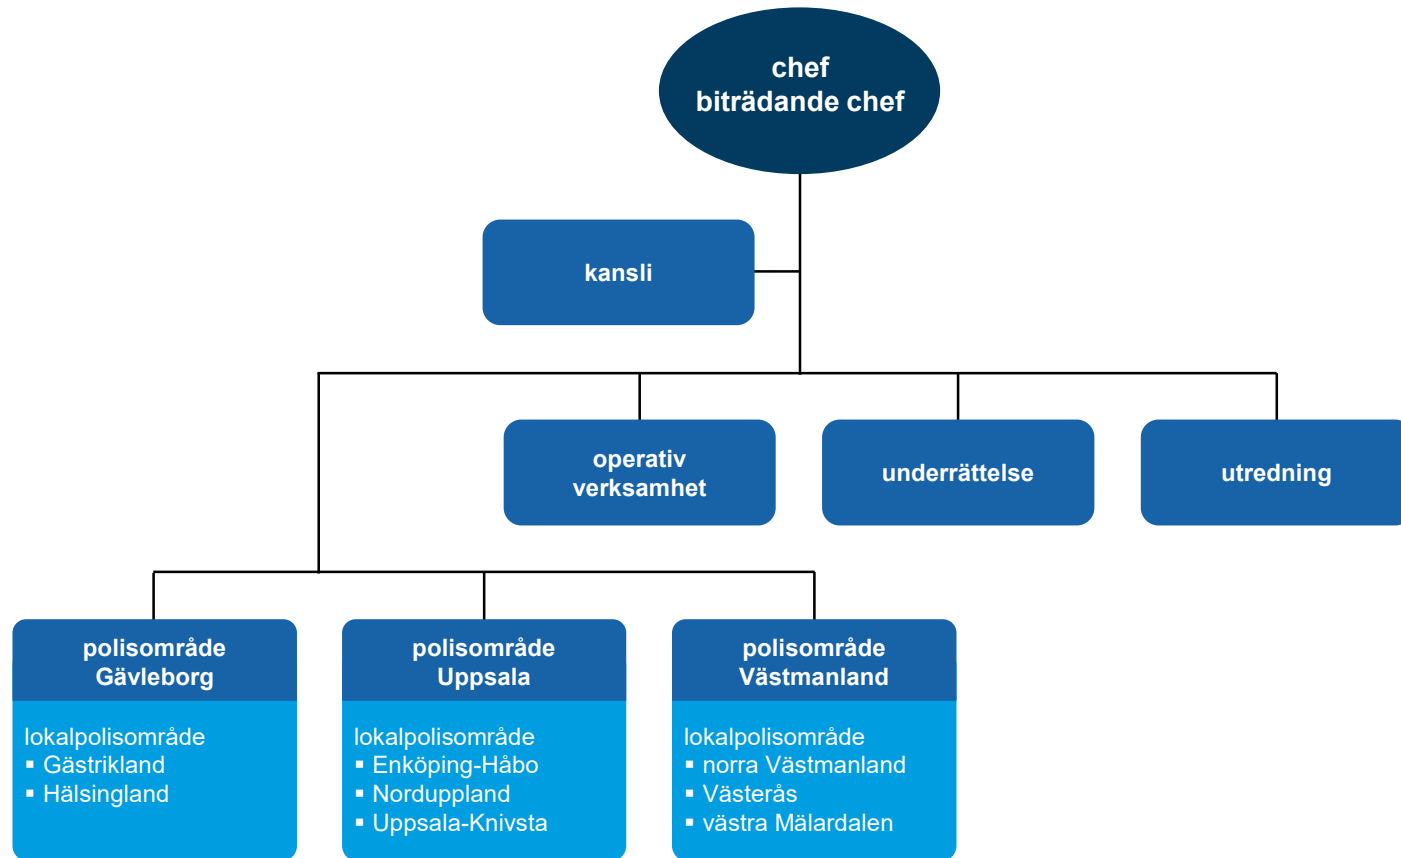 chef
biträdande chef
kansli
operativ
verksamhet
underrättelse
utredning
polisområde
Gävleborg
lokalpolisområde
▪ Gästrikland
▪ Hälsingland
polisområde
Uppsala
lokalpolisområde
▪ Enköping-Håbo
▪ Norduppland
▪ Uppsala-Knivsta
polisområde
Västmanland
lokalpolisområde
▪ norra Västmanland
▪ Västerås
▪ västra Mälardalen